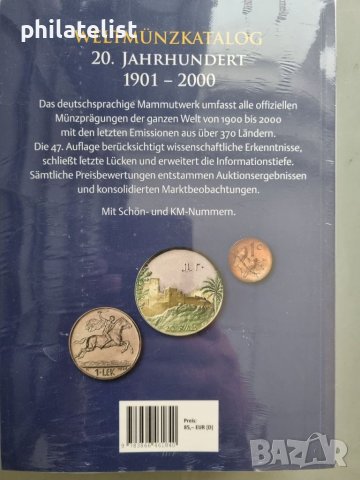 philatelist
WELTMÜNZKATALOG
20. JAHRHUNDERT
1901 – 2000
Das deutschsprachige Mammutwerk umfasst alle offiziellen
Münzprägungen der ganzen Welt von 1900 bis 2000
mit den letzten Emissionen aus über 370 Ländern.
Die 47. Auflage berücksichtigt wissenschaftliche Erkenntnisse,
schließt letzte Lücken und erweitert die Informationstiefe.
Sämtliche Preisbewertungen entstammen Auktionsergebnissen
und konsolidierten Marktbeobachtungen.
Mit Schön- und KM-Nummern.
1C
1·LEK
Preis:
85,– EUR [D]
BAZAR